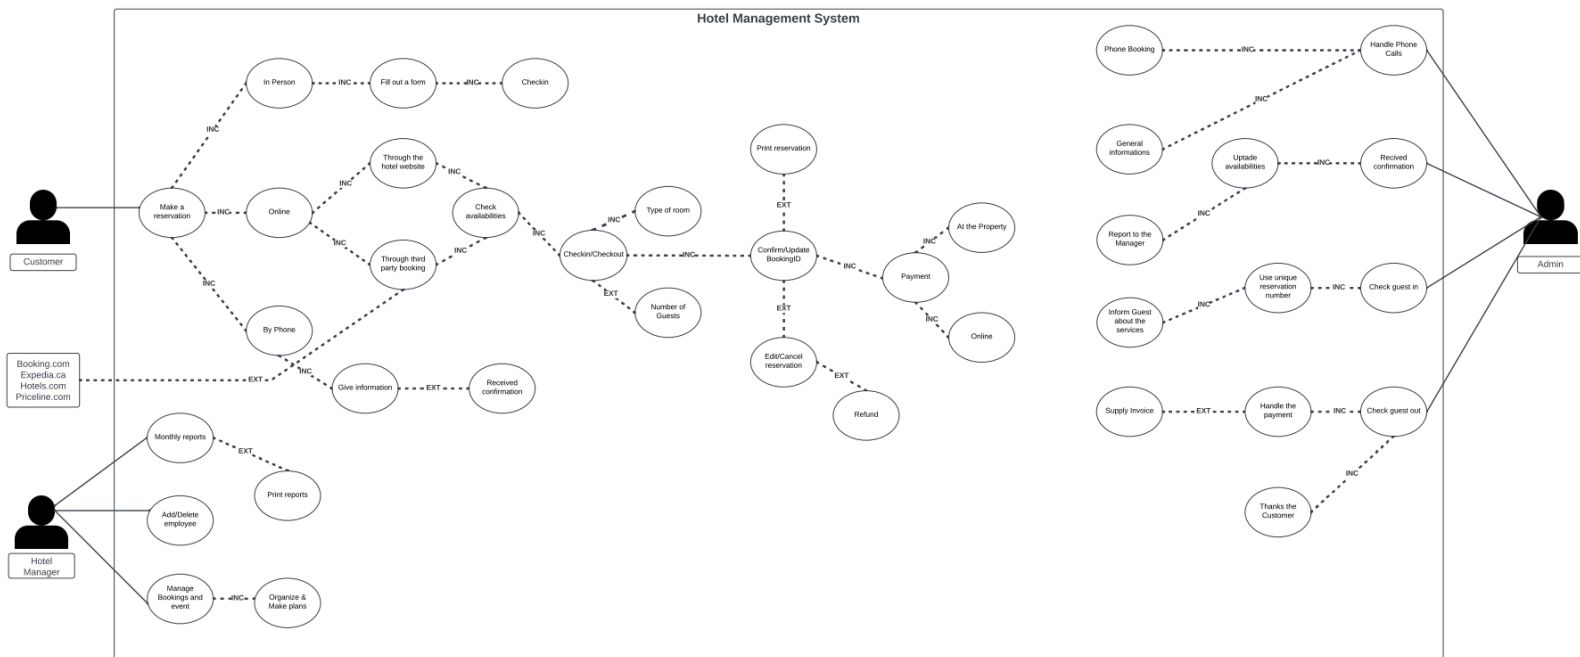 Hotel Management System
Phone Booking
INC
Handle Phone
Calls
In Person
INC
Fill out a form
INC
Checkin
INC
INC
General
informations
Print reservation
Through the
hotel website
Uptade
availabilities
INC
Recived
confirmation
INC
INC
Make a
reservation
INC
Online
Check
availabilities
Type of room
EXT
INC
INC
At the Property
Report to the
Manager
INC
INC
INC
INC
INC
Through third
party booking
Checkin/Checkout
INC
Confirm/Update
BookingID
INC
Payment
Customer
Admin
INC
EXT
Number of
Guests
EXT
INC
Use unique
reservation
number
INC
Check guest in
INC
Inform Guest
about the
services
By Phone
Online
Edit/Cancel
reservation
EXT
Booking.com
Expedia.ca
Hotels.com
Priceline.com
EXT
INC
Give information
EXT
Received
confirmation
Refund
Supply Invoice
EXT
Handle the
payment
INC
Check guest out
Monthly reports
EXT
INC
Print reports
Thanks the
Customer
Add/Delete
employee
Hotel
Manager
Manage
Bookings and
event
INC
Organize &
Make plans